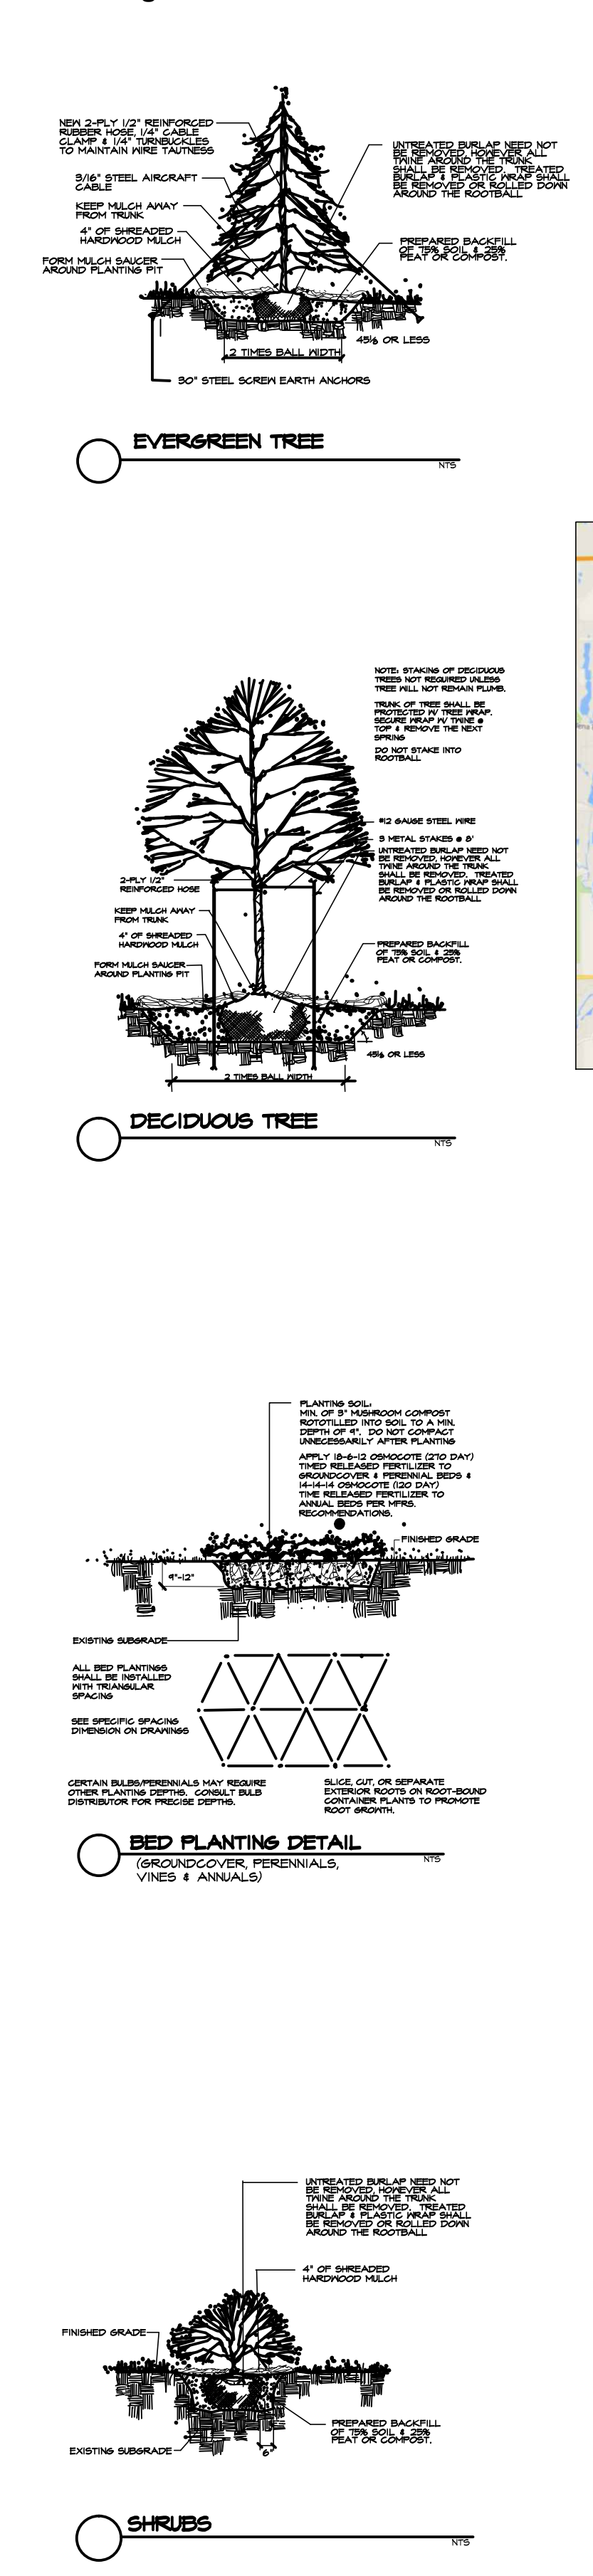 NEW 2-PLY 1/2" REINFORCED
RUBBER HOSE, 1/4" CABLE
CLAMP & 1/4" TURNBUCKLES
TO MAINTAIN WIRE TAUTNESS
3/16" STEEL AIRCRAFT
CABLE
KEEP MULCH AWAY
FROM TRUNK
4" OF SHREADED
HARDWOOD MULCH
FORM MULCH SAUCER
AROUND PLANTING PIT
UNTREATED BURLAP NEED NOT
BE REMOVED, HOWEVER ALL
TWINE AROUND THE TRUNK
SHALL BE REMOVED. TREATED
BURLAP & PLASTIC WRAP SHALL
BE REMOVED OR ROLLED DOWN
AROUND THE ROOTBALL
PREPARED BACKFILL
OF 75% SOIL & 25%
PEAT OR COMPOST.
OR LESS
2 TIMES BALL WIDTH
30" STEEL SCREW EARTH ANCHORS
EVERGREEN TREE
NTS
NOTE: STAKING OF DECIDUOUS
TREES NOT REQUIRED UNLESS
TREE WILL NOT REMAIN PLUMB.
TRUNK OF TREE SHALL BE
PROTECTED W/ TREE WRAP.
SECURE WRAP W/ TWINE @
TOP & REMOVE THE NEXT
SPRING
DO NOT STAKE INTO
ROOTBALL
#12 GAUGE STEEL WIRE
3 METAL STAKES @ 8'
UNTREATED BURLAP NEED NOT
BE REMOVED, HOWEVER ALL
TWINE AROUND THE TRUNK
SHALL BE REMOVED. TREATED
BURLAP & PLASTIC WRAP SHALL
BE REMOVED OR ROLLED DOWN
AROUND THE ROOTBALL
2-PLY 1/2"
REINFORCED HOSE
KEEP MULCH AWAY
FROM TRUNK
4" OF SHREADED
HARDWOOD MULCH
FORM MULCH SAUCER
AROUND PLANTING PIT
PREPARED BACKFILL
OF 75% SOIL & 25%
PEAT OR COMPOST.
OR LESS
2 TIMES BALL WIDTH
DECIDUOUS TREE
NTS
PLANTING SOIL:
MIN. OF 3" MUSHROOM COMPOST
ROTOTILLED INTO SOIL TO A MIN.
DEPTH OF 9". DO NOT COMPACT
UNNECESSARILY AFTER PLANTING
APPLY 18-6-12 OSMOCOTE (270 DAY)
TIMED RELEASED FERTILIZER TO
GROUNDCOVER & PERENNIAL BEDS &
14-14-14 OSMOCOTE (120 DAY)
TIME RELEASED FERTILIZER TO
ANNUAL BEDS PER MFRS.
RECOMMENDATIONS.
FINISHED GRADE
9"-12"
EXISTING SUBGRADE
ALL BED PLANTINGS
SHALL BE INSTALLED
WITH TRIANGULAR
SPACING
SEE SPECIFIC SPACING
DIMENSION ON DRAWINGS
CERTAIN BULBS/PERENNIALS MAY REQUIRE
OTHER PLANTING DEPTHS. CONSULT BULB
DISTRIBUTOR FOR PRECISE DEPTHS.
SLICE, CUT, OR SEPARATE
EXTERIOR ROOTS ON ROOT-BOUND
CONTAINER PLANTS TO PROMOTE
ROOT GROWTH.
BED PLANTING DETAIL
NTS
(GROUNDCOVER, PERENNIALS,
VINES & ANNUALS)
UNTREATED BURLAP NEED NOT
BE REMOVED, HOWEVER ALL
TWINE AROUND THE TRUNK
SHALL BE REMOVED. TREATED
BURLAP & PLASTIC WRAP SHALL
BE REMOVED OR ROLLED DOWN
AROUND THE ROOTBALL
4" OF SHREADED
HARDWOOD MULCH
FINISHED GRADE
PREPARED BACKFILL
OF 75% SOIL & 25%
PEAT OR COMPOST.
EXISTING SUBGRADE
6"
SHRUBS
NTS